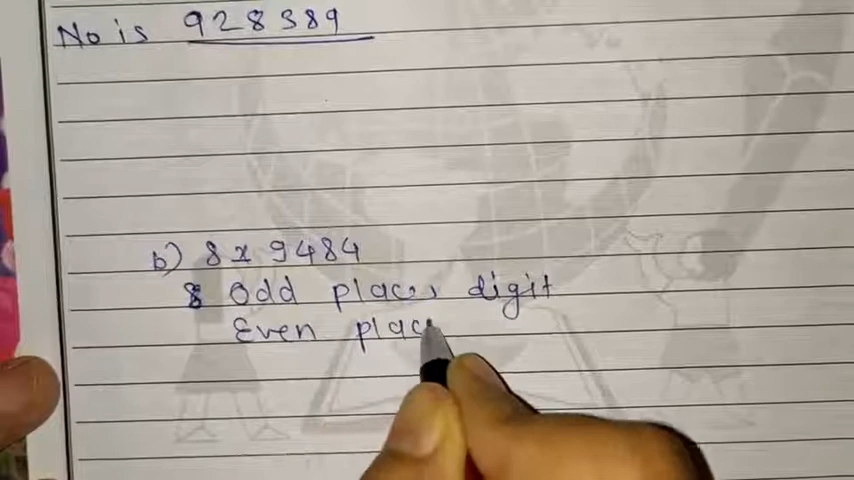 No is 928389
b) 8x9484
8 Odd places digit
Even plac